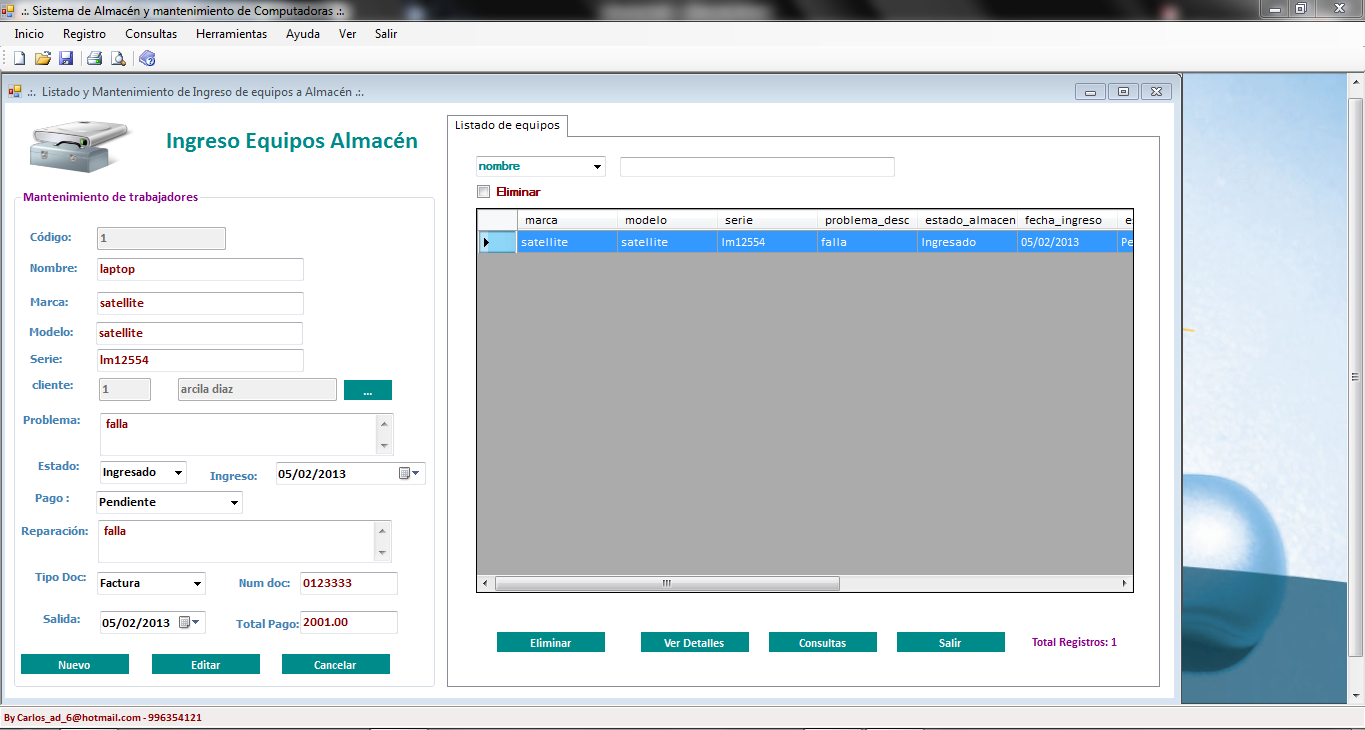 .:. Sistema de Almacén y mantenimiento de Computadoras .:.
Inicio Registro Consultas Herramientas Ayuda Ver Salir
.:. Listado y Mantenimiento de Ingreso de equipos a Almacén .:.
Ingreso Equipos Almacén
Mantenimiento de trabajadores
Código: 1
Nombre: laptop
Marca: satellite
Modelo: satellite
Serie: lm12554
cliente: 1 arcila diaz ...
Problema: falla
Estado: Ingresado Ingreso: 05/02/2013
Pago : Pendiente
Reparación: falla
Tipo Doc: Factura Num doc: 0123333
Salida: 05/02/2013 Total Pago: 2001.00
Nuevo Editar Cancelar
Listado de equipos
nombre
Eliminar
marca modelo serie problema_desc estado_almacen fecha_ingreso e
satellite satellite lm12554 falla Ingresado 05/02/2013 Pe
Eliminar Ver Detalles Consultas Salir Total Registros: 1
By Carlos_ad_6@hotmail.com - 996354121